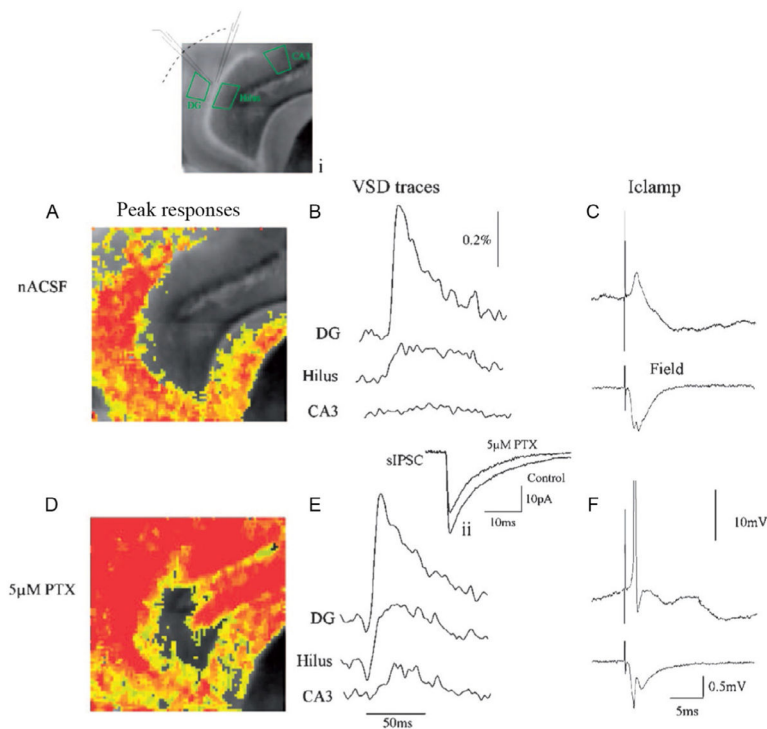 CA3
DG
Hilus
i
VSD traces
Iclamp
A
Peak responses
B
C
nACSF
0.2%
DG
Hilus
CA3
Field
sIPSC
5µM PTX
Control
10pA
10ms
ii
D
E
F
5µM PTX
10mV
DG
Hilus
CA3
50ms
0.5mV
5ms